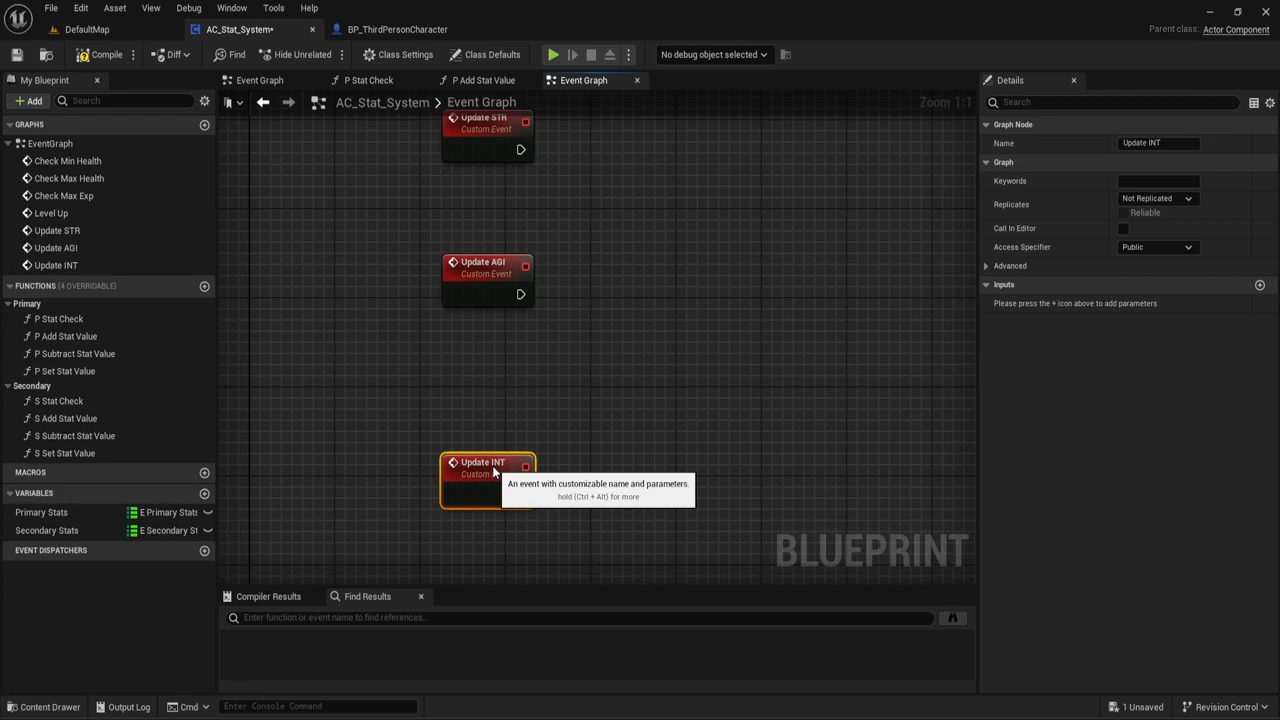 File Edit Asset View Debug Window Tools Help
DefaultMap
AC_Stat_System*
BP_ThirdPersonCharacter
Parent class: Actor Component
Compile
Diff
Find
Hide Unrelated
Class Settings
Class Defaults
No debug object selected
My Blueprint
Event Graph
P Stat Check
P Add Stat Value
Event Graph
Details
Add
Search
AC_Stat_System > Event Graph
Zoom 1:1
Search
GRAPHS
EventGraph
Check Min Health
Check Max Health
Check Max Exp
Level Up
Update STR
Update AGI
Update INT
FUNCTIONS (4 OVERRIDABLE)
Primary
P Stat Check
P Add Stat Value
P Subtract Stat Value
P Set Stat Value
Secondary
S Stat Check
S Add Stat Value
S Subtract Stat Value
S Set Stat Value
MACROS
VARIABLES
Primary Stats E Primary Stats
Secondary Stats E Secondary St
EVENT DISPATCHERS
Update STR
Custom Event
Update AGI
Custom Event
Update INT
Custom
An event with customizable name and parameters.
hold (Ctrl + Alt) for more
BLUEPRINT
Graph Node
Name Update INT
Graph
Keywords
Replicates Not Replicated
Reliable
Call In Editor
Access Specifier Public
Advanced
Inputs
Please press the + icon above to add parameters
Compiler Results
Find Results
Enter function or event name to find references...
Content Drawer
Output Log
Cmd
Enter Console Command
1 Unsaved
Revision Control